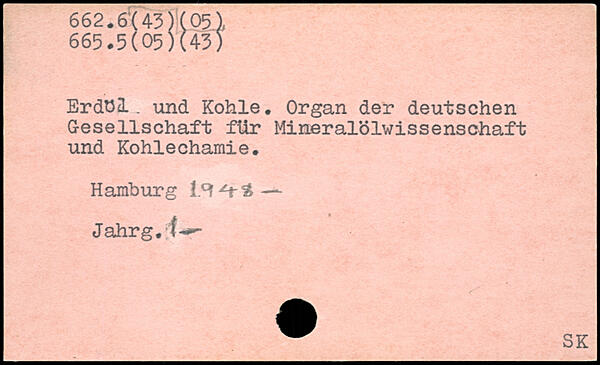 662.6(43)(05)
665.5(05)(43)
Erdöl und Kohle. Organ der deutschen
Gesellschaft für Mineralölwissenschaft
und Kohlechamie.
Hamburg 1948 —
Jahrg. 1—
SK